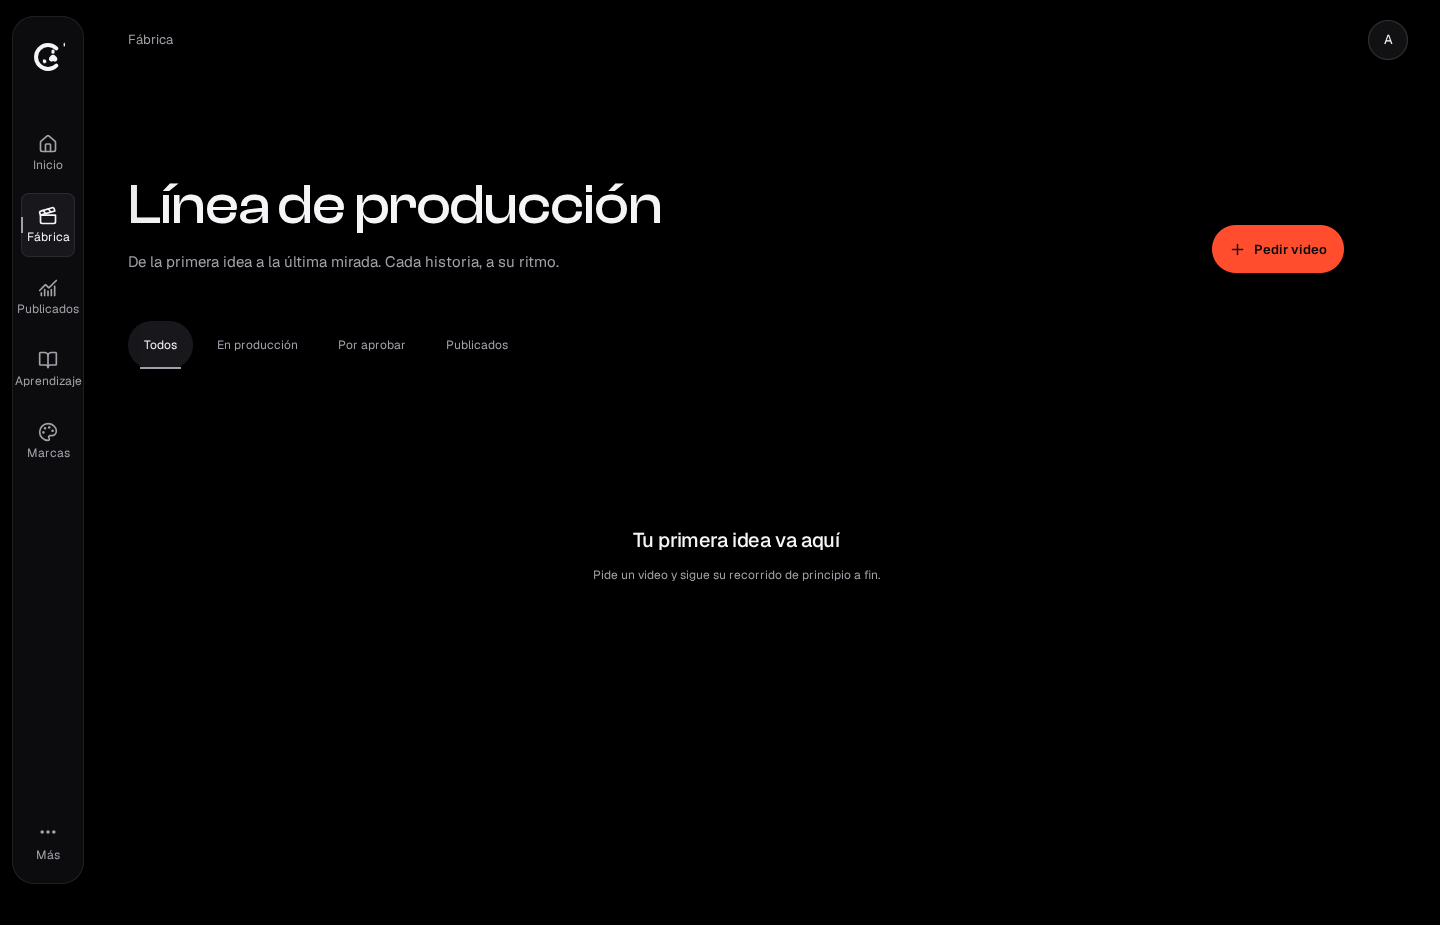 Fábrica
A
Inicio
Fábrica
Publicados
Aprendizaje
Marcas
Más
Línea de producción
De la primera idea a la última mirada. Cada historia, a su ritmo.
Pedir video
Todos
En producción
Por aprobar
Publicados
Tu primera idea va aquí
Pide un video y sigue su recorrido de principio a fin.